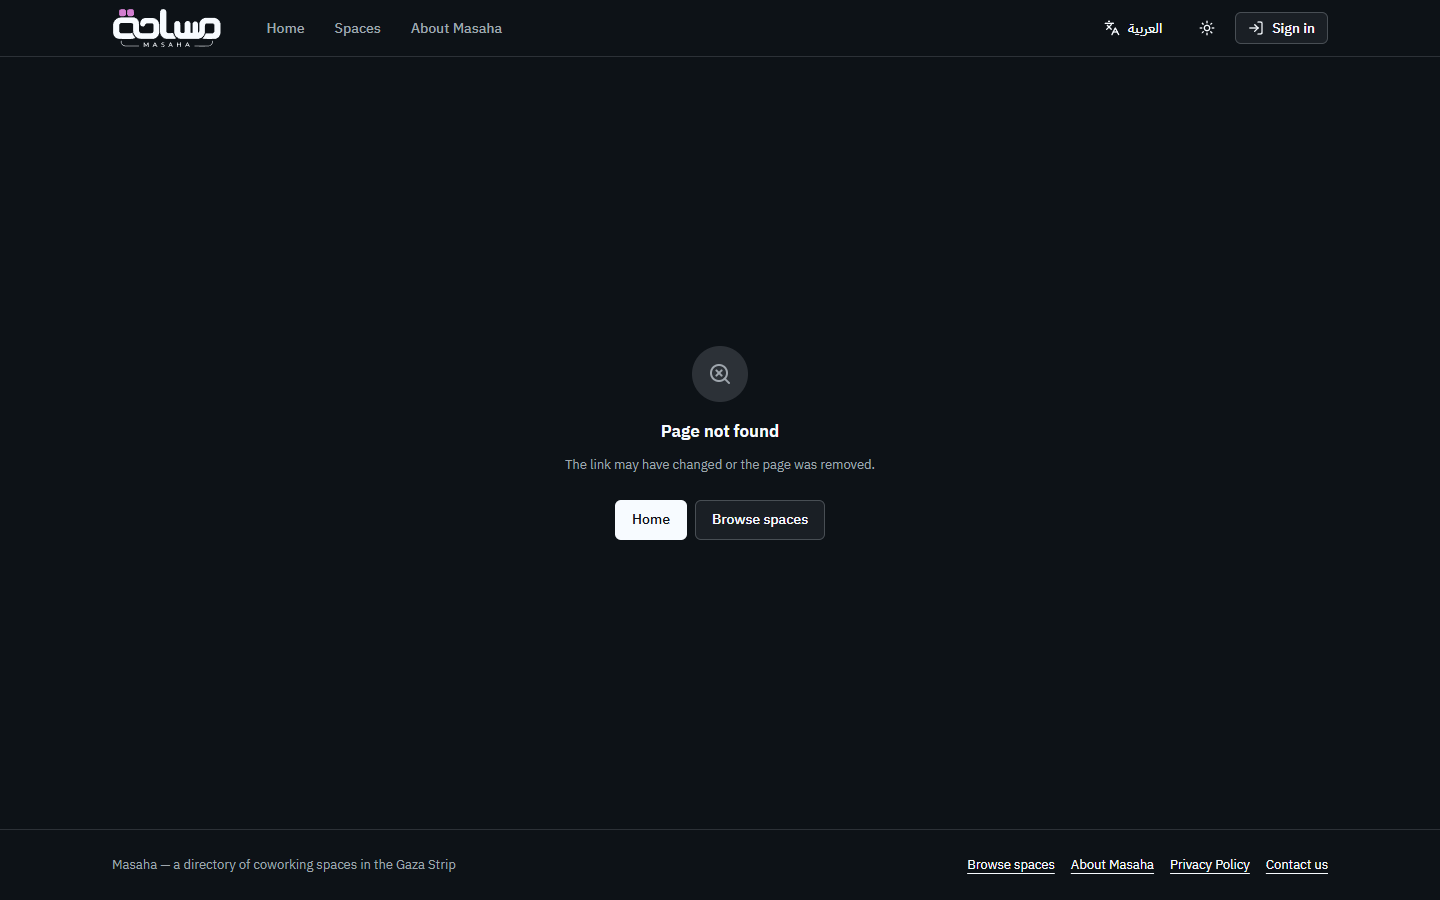 مساحة
MASAHA
Home
Spaces
About Masaha
العربية
Sign in
Page not found
The link may have changed or the page was removed.
Home
Browse spaces
Masaha — a directory of coworking spaces in the Gaza Strip
Browse spaces
About Masaha
Privacy Policy
Contact us